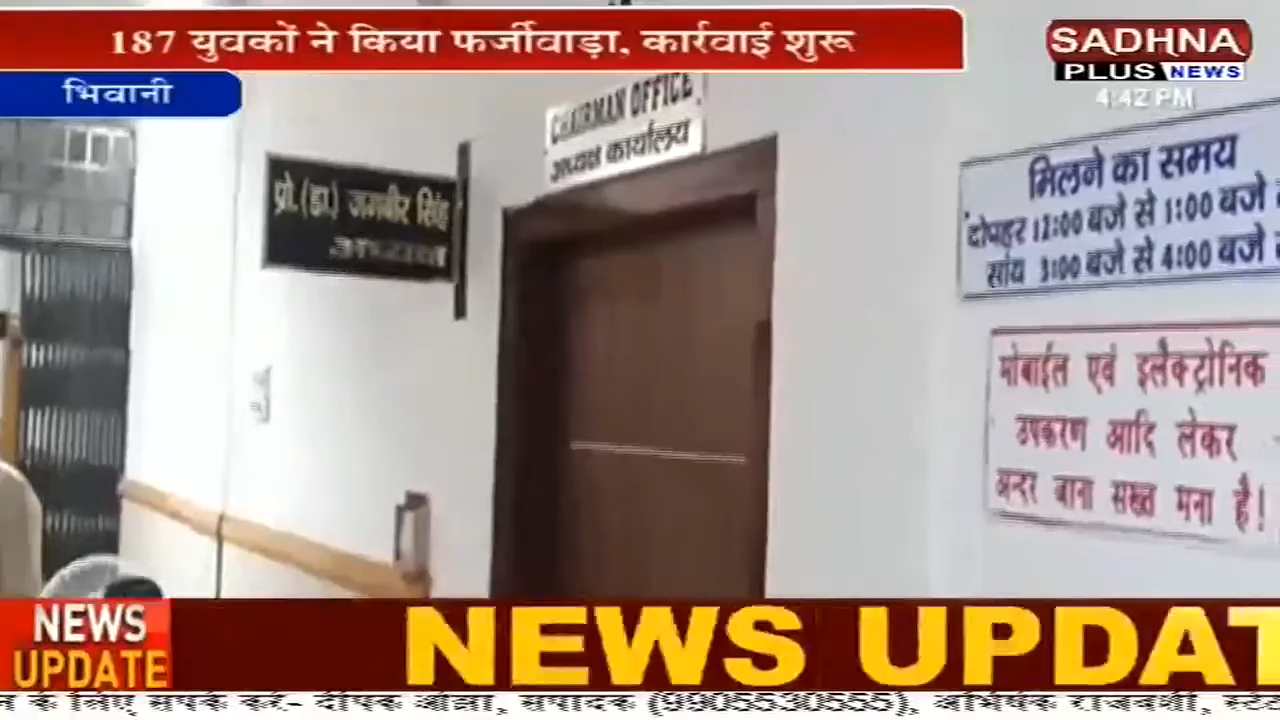 187 युवकों ने किया फर्जीवाड़ा, कार्रवाई शुरू
SADHNA
PLUS NEWS
4:42 PM
भिवानी
CHAIRMAN OFFICE
अध्यक्ष कार्यालय
प्रो. (डा.) जगबीर सिंह
मिलने का समय
दोपहर 12:00 बजे से 1:00 बजे
सांय 3:00 बजे से 4:00 बजे
मोबाईल एवं इलैक्ट्रोनिक
उपकरण आदि लेकर
अन्दर जाना सख्त मना है!
NEWS
UPDATE
NEWS UPDAT